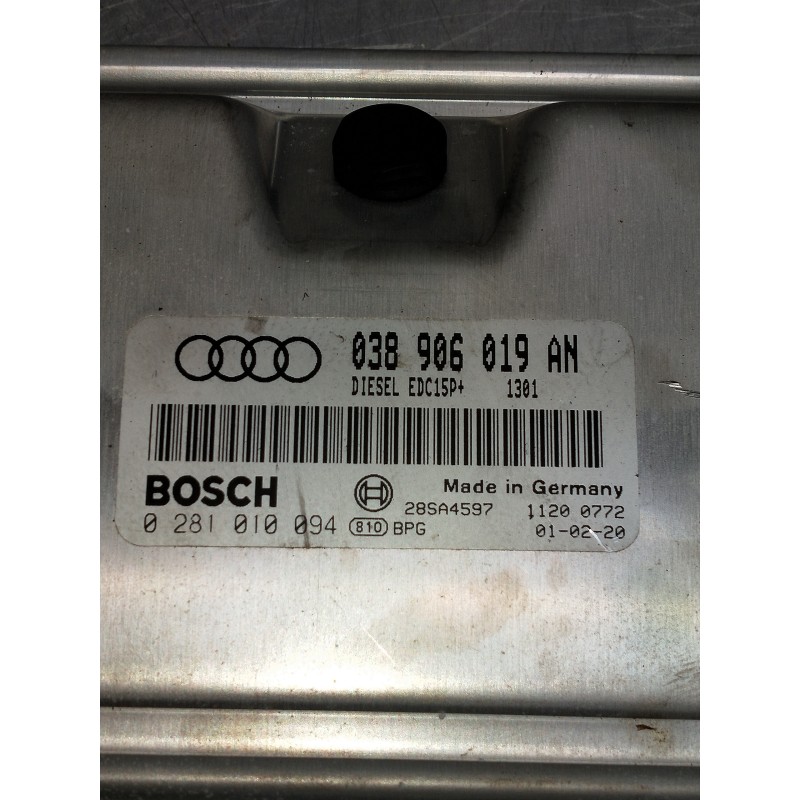 038 906 019 AN
DIESEL EDC15P+ 1301
BOSCH
Made in Germany
28SA4597 1120 0772
0 281 010 094 810 BPG 01-02-20